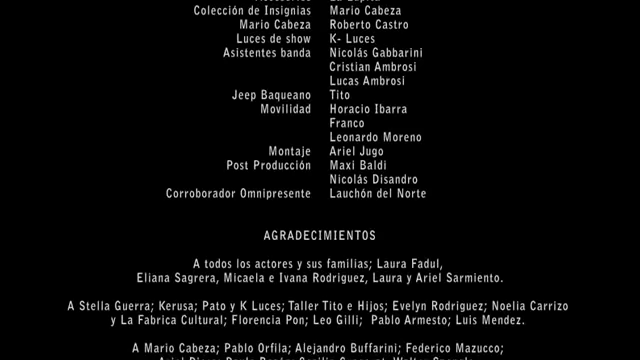 Colección de Insignias Mario Cabeza
Mario Cabeza Roberto Castro
Luces de show K- Luces
Asistentes banda Nicolás Gabbarini
Cristian Ambrosi
Lucas Ambrosi
Jeep Baqueano Tito
Movilidad Horacio Ibarra
Franco
Leonardo Moreno
Montaje Ariel Jugo
Post Producción Maxi Baldi
Nicolás Disandro
Corroborador Omnipresente Lauchón del Norte
AGRADECIMIENTOS
A todos los actores y sus familias; Laura Fadul,
Eliana Sagrera, Micaela e Ivana Rodriguez, Laura y Ariel Sarmiento.
A Stella Guerra; Kerusa; Pato y K Luces; Taller Tito e Hijos; Evelyn Rodriguez; Noelia Carrizo
y La Fabrica Cultural; Florencia Pon; Leo Gilli; Pablo Armesto; Luis Mendez.
A Mario Cabeza; Pablo Orfila; Alejandro Buffarini; Federico Mazucco;